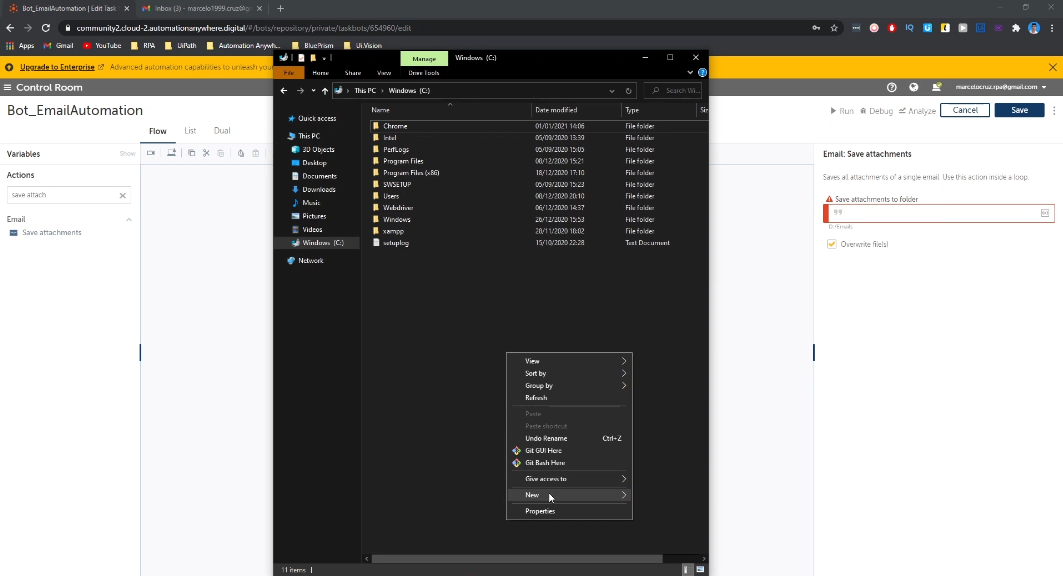 Bot_EmailAutomation | Edit Task
Inbox (3) - marcelo1999.cruz@g
community2.cloud-2.automationanywhere.digital/#/bots/repository/private/taskbots/654960/edit
Apps
Gmail
YouTube
RPA
UiPath
Automation Anywh...
BluePrism
Ui.Vision
Upgrade to Enterprise
Advanced automation capabilities to unleash you
Control Room
marcelocruz.rpa@gmail.com
Bot_EmailAutomation
Run
Debug
Analyze
Cancel
Save
Flow
List
Dual
Variables
Show
Actions
save attach
Email
Save attachments
Manage
Windows (C:)
File
Home
Share
View
Drive Tools
This PC
Windows (C:)
Search Wi...
Name
Date modified
Type
Siz
Quick access
This PC
3D Objects
Desktop
Documents
Downloads
Music
Pictures
Videos
Windows (C:)
Network
Chrome 01/01/2021 14:06 File folder
Intel 05/09/2020 13:39 File folder
PerfLogs 05/09/2020 15:05 File folder
Program Files 08/12/2020 15:21 File folder
Program Files (x86) 18/12/2020 17:10 File folder
SWSETUP 05/09/2020 15:23 File folder
Users 08/12/2020 20:10 File folder
Webdriver 06/12/2020 14:37 File folder
Windows 26/12/2020 15:53 File folder
xampp 28/11/2020 18:02 File folder
setuplog 15/10/2020 22:28 Text Document
View
Sort by
Group by
Refresh
Paste
Paste shortcut
Undo Rename Ctrl+Z
Git GUI Here
Git Bash Here
Give access to
New
Properties
11 items
Email: Save attachments
Saves all attachments of a single email. Use this action inside a loop.
Save attachments to folder
D:/Emails
Overwrite file(s)